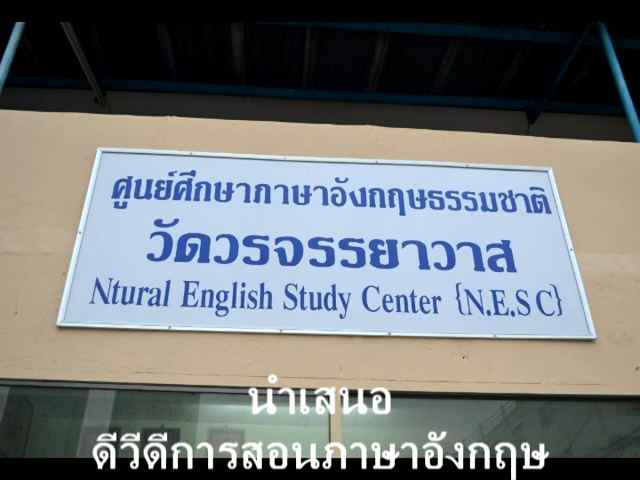 ศูนย์ศึกษาภาษาอังกฤษธรรมชาติ
วัดวรจรรยาวาส
Ntural English Study Center {N.E.S C}
นำเสนอ
ดีวีดีการสอนภาษาอังกฤษ